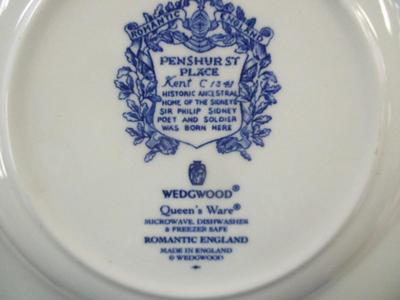 ROMANTIC ENGLAND
PENSHURST
PLACE
Kent C 1341
HISTORIC ANCESTRAL
HOME OF THE SIDNEYS
SIR PHILIP SIDNEY
POET AND SOLDIER
WAS BORN HERE
WEDGWOOD®
Queen's Ware®
MICROWAVE, DISHWASHER
& FREEZER SAFE
ROMANTIC ENGLAND
MADE IN ENGLAND
© WEDGWOOD